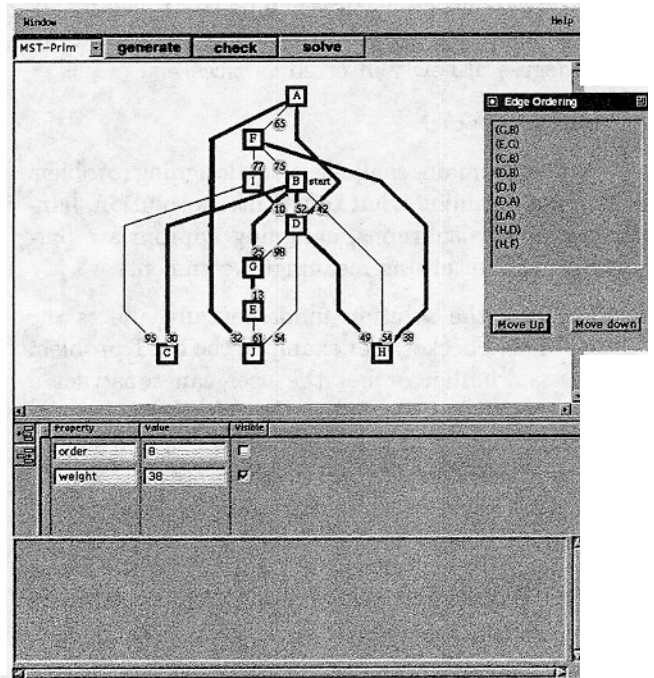 Window Help
MST-Prim generate check solve
A
65
F
77 75
I B start
10 52 42
D
25 98
G
18
E
95 30 32 61 54 49 54 38
C J H
Edge Ordering
(G,B)
(E,G)
(C,B)
(D,B)
(D,I)
(D,A)
(J,A)
(H,D)
(H,F)
Move Up Move down
Property Value Visible
order 8
weight 38